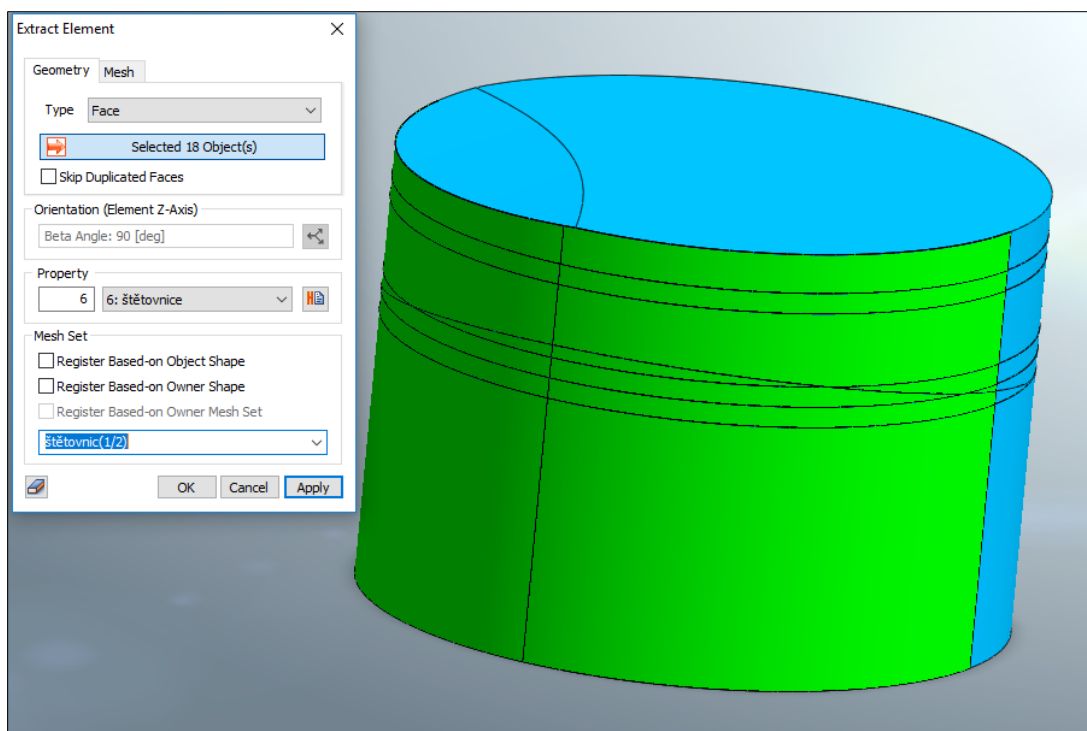 Extract Element
Geometry Mesh
Type Face
Selected 18 Object(s)
Skip Duplicated Faces
Orientation (Element Z-Axis)
Beta Angle: 90 [deg]
Property
6 6: štětovnice
Mesh Set
Register Based-on Object Shape
Register Based-on Owner Shape
Register Based-on Owner Mesh Set
štětovnic(1/2)
OK Cancel Apply